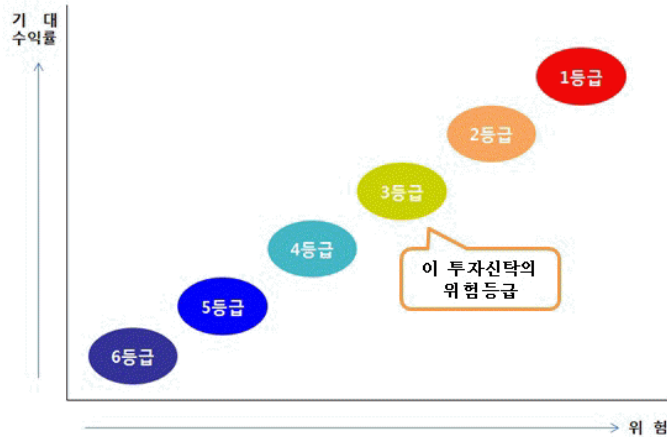 기 대
수익률
1등급
2등급
3등급
4등급
이 투자신탁의
위험등급
5등급
6등급
위 험